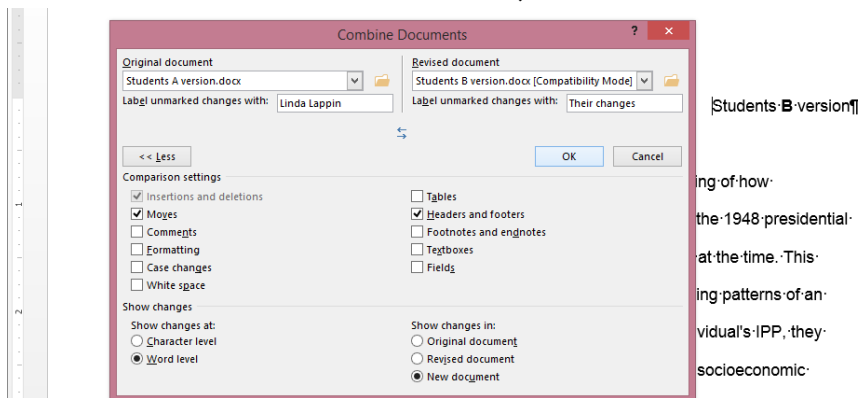 Combine Documents
? ×
Original document
Students A version.docx
Label unmarked changes with: Linda Lappin
Revised document
Students B version.docx [Compatibility Mode]
Label unmarked changes with: Their changes
<< Less
OK
Cancel
Comparison settings
Insertions and deletions
Moves
Comments
Formatting
Case changes
White space
Tables
Headers and footers
Footnotes and endnotes
Textboxes
Fields
Show changes
Show changes at:
Character level
Word level
Show changes in:
Original document
Revised document
New document
Students·B·version¶
ing·of·how·
the·1948·presidential·
at·the·time.·This·
ing·patterns·of·an·
vidual's·IPP,·they·
socioeconomic·
1
2